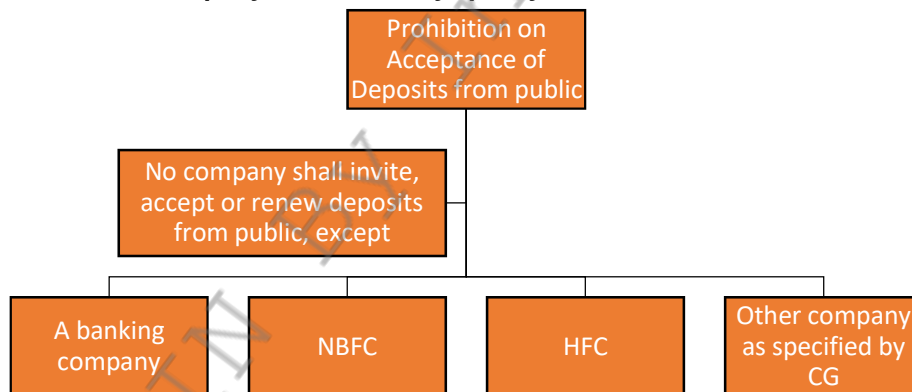 Prohibition on
Acceptance of
Deposits from public
No company shall invite,
accept or renew deposits
from public, except
A banking
company
NBFC
HFC
Other company
as specified by
CG